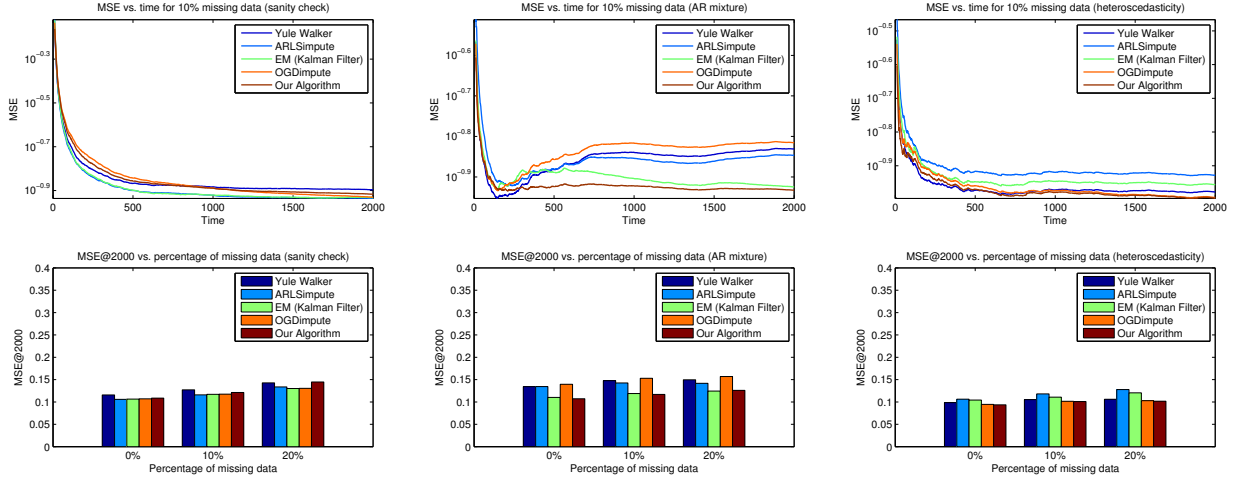 MSE vs. time for 10% missing data (sanity check)
10^-0.3
10^-0.5
10^-0.7
10^-0.9
MSE
0
500
1000
1500
2000
Time
Yule Walker
ARLSimpute
EM (Kalman Filter)
OGDimpute
Our Algorithm
MSE vs. time for 10% missing data (AR mixture)
10^-0.6
10^-0.7
10^-0.8
10^-0.9
MSE
0
500
1000
1500
2000
Time
Yule Walker
ARLSimpute
EM (Kalman Filter)
OGDimpute
Our Algorithm
MSE vs. time for 10% missing data (heteroscedasticity)
10^-0.5
10^-0.6
10^-0.7
10^-0.8
10^-0.9
MSE
0
500
1000
1500
2000
Time
Yule Walker
ARLSimpute
EM (Kalman Filter)
OGDimpute
Our Algorithm
MSE@2000 vs. percentage of missing data (sanity check)
0.4
0.35
0.3
0.25
0.2
0.15
0.1
0.05
0
MSE@2000
0%
10%
20%
Percentage of missing data
Yule Walker
ARLSimpute
EM (Kalman Filter)
OGDimpute
Our Algorithm
MSE@2000 vs. percentage of missing data (AR mixture)
0.4
0.35
0.3
0.25
0.2
0.15
0.1
0.05
0
MSE@2000
0%
10%
20%
Percentage of missing data
Yule Walker
ARLSimpute
EM (Kalman Filter)
OGDimpute
Our Algorithm
MSE@2000 vs. percentage of missing data (heteroscedasticity)
0.4
0.35
0.3
0.25
0.2
0.15
0.1
0.05
0
MSE@2000
0%
10%
20%
Percentage of missing data
Yule Walker
ARLSimpute
EM (Kalman Filter)
OGDimpute
Our Algorithm